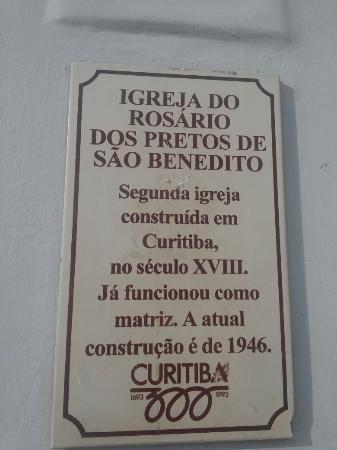 IGREJA DO
ROSÁRIO
DOS PRETOS DE
SÃO BENEDITO
Segunda igreja
construída em
Curitiba,
no século XVIII.
Já funcionou como
matriz. A atual
construção é de 1946.
CURITIBA
1693 300 1993